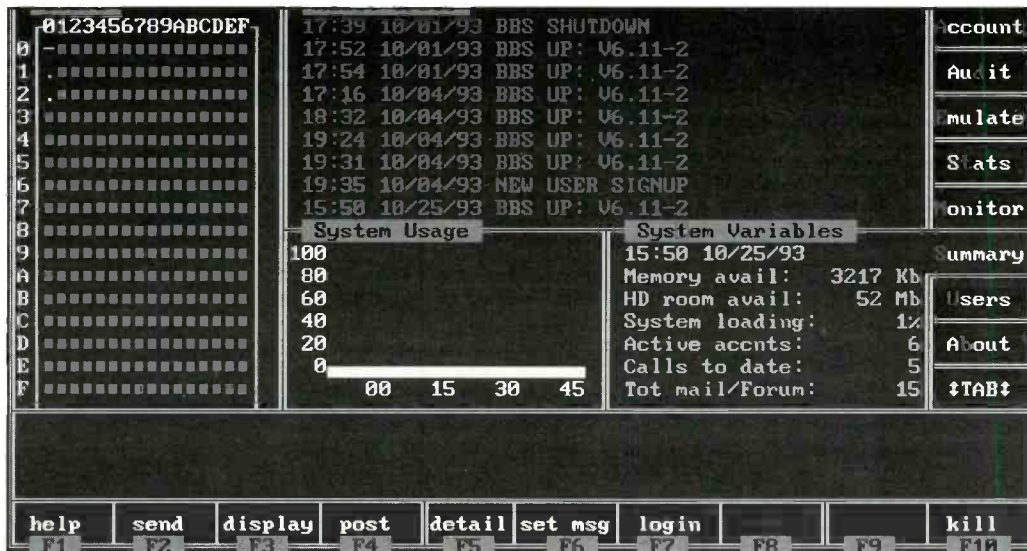 0123456789ABCDEF
0
1
2
3
4
5
6
7
8
9
A
B
C
D
E
F
17:39 10/01/93 BBS SHUTDOWN
17:52 10/01/93 BBS UP: V6.11-2
17:54 10/01/93 BBS UP: V6.11-2
17:16 10/04/93 BBS UP: V6.11-2
18:32 10/04/93 BBS UP: V6.11-2
19:24 10/04/93 BBS UP: V6.11-2
19:31 10/04/93 BBS UP: V6.11-2
19:35 10/04/93 NEW USER SIGNUP
15:50 10/25/93 BBS UP: V6.11-2
System Usage
100
80
60
40
20
0
00 15 30 45
System Variables
15:50 10/25/93
Memory avail: 3217 Kb
HD room avail: 52 Mb
System loading: 1%
Active accnts: 6
Calls to date: 5
Tot mail/Forum: 15
Account
Audit
Emulate
Stats
Monitor
Summary
Users
About
↕TAB↕
help send display post detail set msg login kill
F1 F2 F3 F4 F5 F6 F7 F8 F9 F10